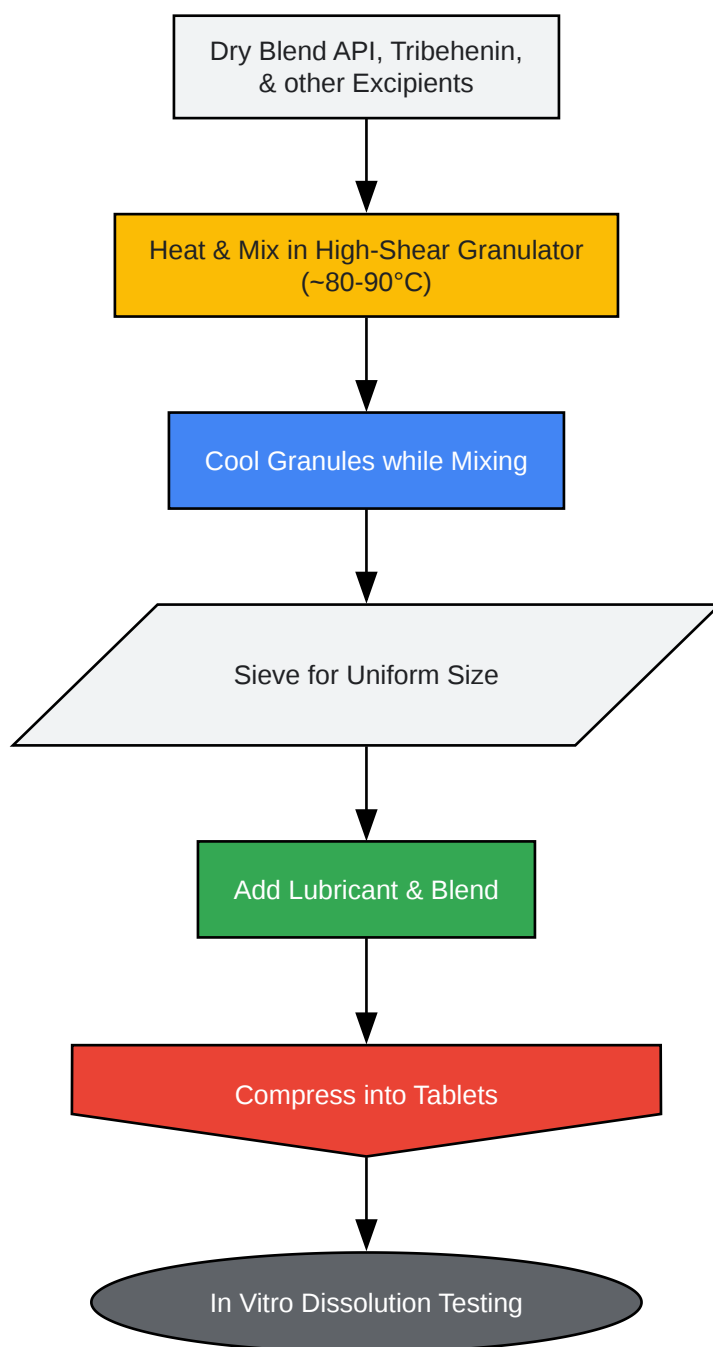 Dry Blend API, Tribehenin,
& other Excipients
Heat & Mix in High-Shear Granulator
(~80-90°C)
Cool Granules while Mixing
Sieve for Uniform Size
Add Lubricant & Blend
Compress into Tablets
In Vitro Dissolution Testing